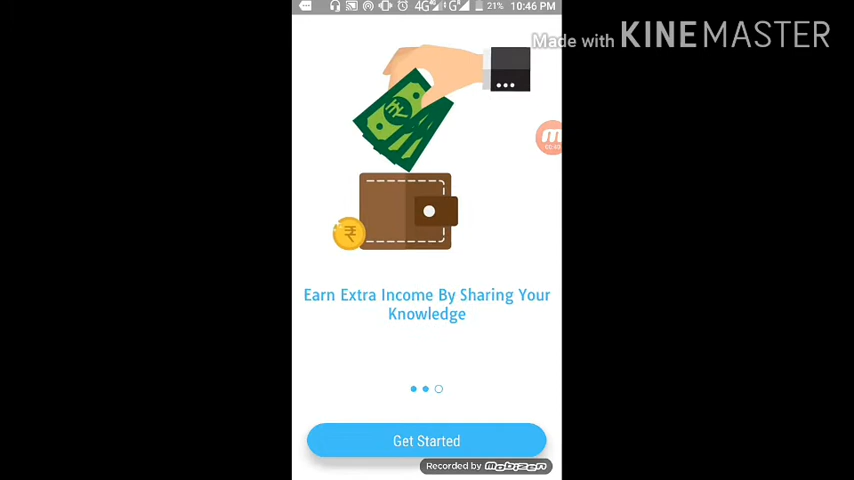 4G G 21% 10:46 PM
Made with KINEMASTER
Earn Extra Income By Sharing Your
Knowledge
Get Started
Recorded by Mobizen